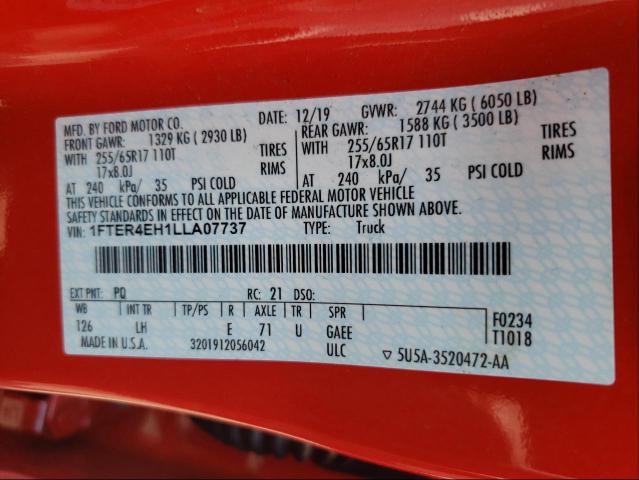 MFD. BY FORD MOTOR CO. DATE: 12/19 GVWR: 2744 KG ( 6050 LB)
FRONT GAWR: 1329 KG ( 2930 LB) REAR GAWR: 1588 KG ( 3500 LB)
WITH 255/65R17 110T TIRES WITH 255/65R17 110T TIRES
17x8.0J RIMS 17x8.0J RIMS
AT 240 kPa/ 35 PSI COLD AT 240 kPa/ 35 PSI COLD
THIS VEHICLE CONFORMS TO ALL APPLICABLE FEDERAL MOTOR VEHICLE
SAFETY STANDARDS IN EFFECT ON THE DATE OF MANUFACTURE SHOWN ABOVE.
VIN: 1FTER4EH1LLA07737 TYPE: Truck
EXT PNT: PQ RC: 21 DSO:
WB INT TR TP/PS R AXLE TR SPR
126 LH E 71 U GAEE
F0234
T1018
MADE IN U.S.A. 3201912056042 ULC ▽ 5U5A-3520472-AA